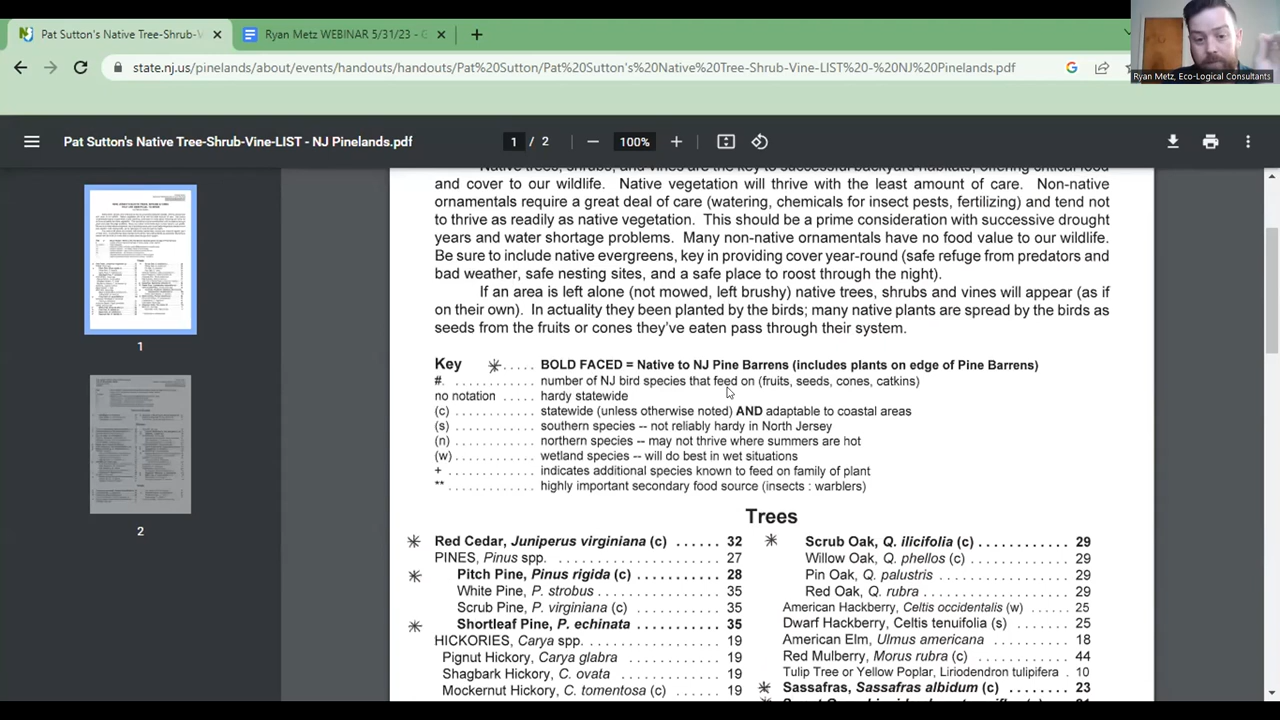 Pat Sutton's Native Tree-Shrub-V
Ryan Metz WEBINAR 5/31/23 - G
state.nj.us/pinelands/about/events/handouts/handouts/Pat%20Sutton/Pat%20Sutton's%20Native%20Tree-Shrub-Vine-LIST%20-%20NJ%20Pinelands.pdf
Ryan Metz, Eco-Logical Consultants
Pat Sutton's Native Tree-Shrub-Vine-LIST - NJ Pinelands.pdf
1 / 2
100%
1
2
and cover to our wildlife. Native vegetation will thrive with the least amount of care. Non-native
ornamentals require a great deal of care (watering, chemicals for insect pests, fertilizing) and tend not
to thrive as readily as native vegetation. This should be a prime consideration with successive drought
years and water shortage problems. Many non-native ornamentals have no food value to our wildlife.
Be sure to include native evergreens, key in providing cover year-round (safe refuge from predators and
bad weather, safe nesting sites, and a safe place to roost through the night).
If an area is left alone (not mowed, left brushy) native trees, shrubs and vines will appear (as if
on their own). In actuality they been planted by the birds; many native plants are spread by the birds as
seeds from the fruits or cones they've eaten pass through their system.
Key ..... BOLD FACED = Native to NJ Pine Barrens (includes plants on edge of Pine Barrens)
#. . . . . . . . . . . . number of NJ bird species that feed on (fruits, seeds, cones, catkins)
no notation . . . . . hardy statewide
(c) . . . . . . . . . . . statewide (unless otherwise noted) AND adaptable to coastal areas
(s) . . . . . . . . . . . southern species -- not reliably hardy in North Jersey
(n) . . . . . . . . . . . northern species -- may not thrive where summers are hot
(w) . . . . . . . . . . . wetland species -- will do best in wet situations
+ . . . . . . . . . . . . indicates additional species known to feed on family of plant
** . . . . . . . . . . . . highly important secondary food source (insects : warblers)
Trees
Red Cedar, Juniperus virginiana (c) . . . . . . 32
PINES, Pinus spp. . . . . . . . . . . . . . . . . . 27
Pitch Pine, Pinus rigida (c) . . . . . . . . . . . 28
White Pine, P. strobus . . . . . . . . . . . . . . 35
Scrub Pine, P. virginiana (c) . . . . . . . . . . 35
Shortleaf Pine, P. echinata . . . . . . . . . . . 35
HICKORIES, Carya spp. . . . . . . . . . . . . . . 19
Pignut Hickory, Carya glabra . . . . . . . . . . 19
Shagbark Hickory, C. ovata . . . . . . . . . . . 19
Mockernut Hickory, C. tomentosa (c) . . . . . 19
Scrub Oak, Q. ilicifolia (c) . . . . . . . . . . . . 29
Willow Oak, Q. phellos (c) . . . . . . . . . . . . 29
Pin Oak, Q. palustris . . . . . . . . . . . . . . . . 29
Red Oak, Q. rubra . . . . . . . . . . . . . . . . . . 29
American Hackberry, Celtis occidentalis (w) . . . . . 25
Dwarf Hackberry, Celtis tenuifolia (s) . . . . . . 25
American Elm, Ulmus americana . . . . . . . . . 18
Red Mulberry, Morus rubra (c) . . . . . . . . . . 44
Tulip Tree or Yellow Poplar, Liriodendron tulipifera . 10
Sassafras, Sassafras albidum (c) . . . . . . . . 23